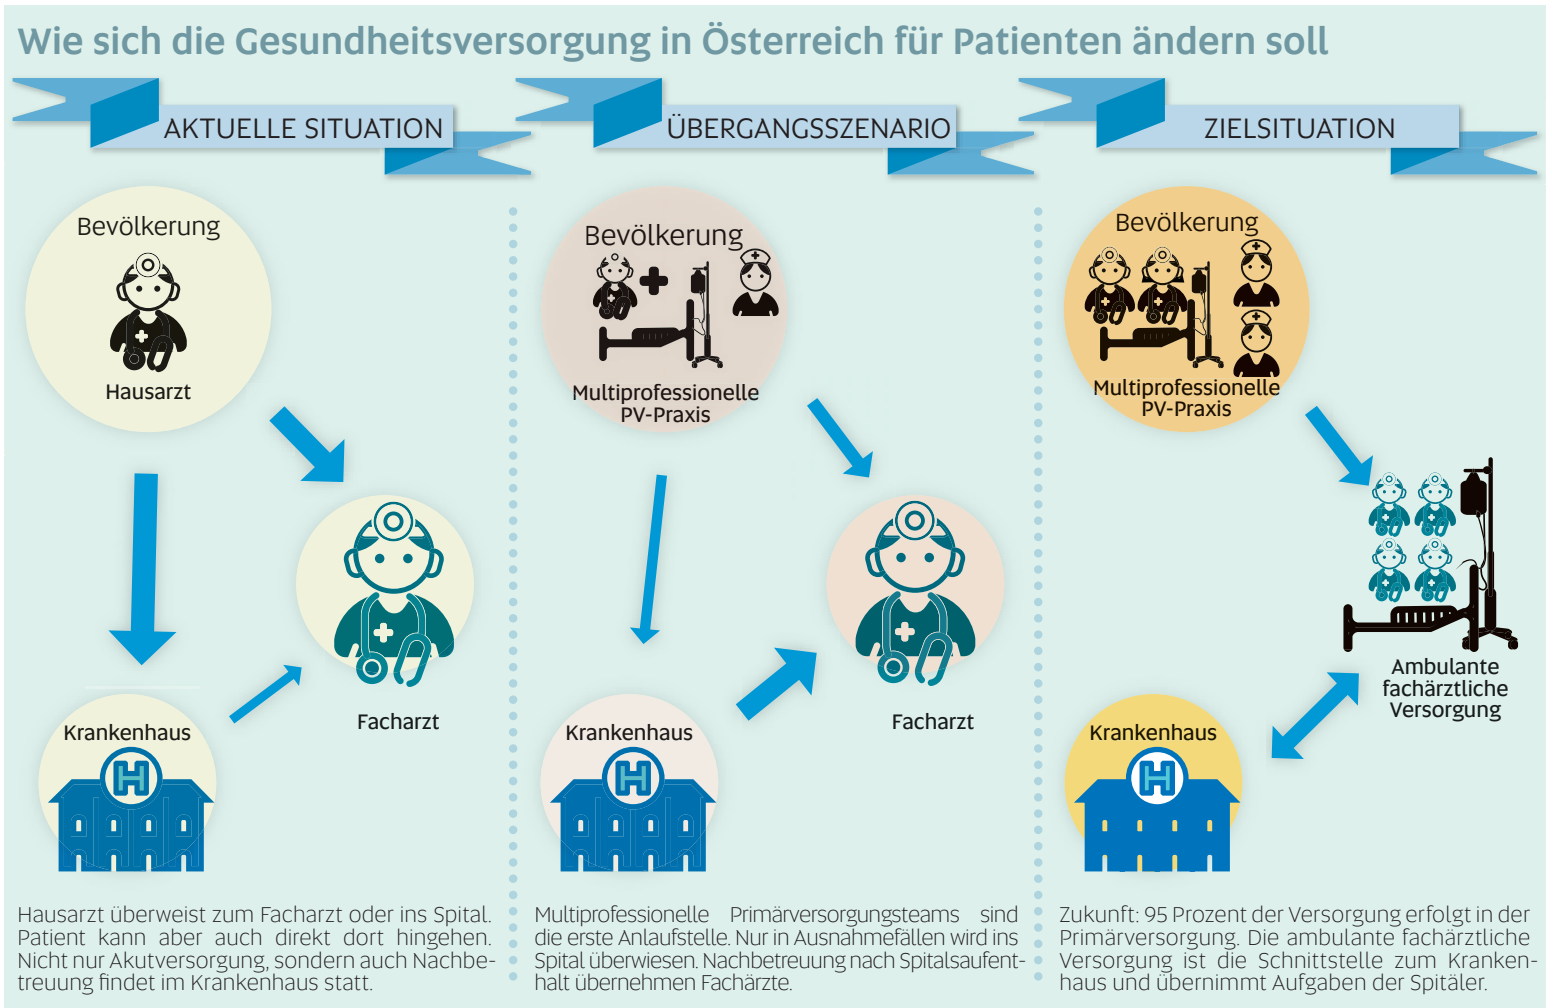 Wie sich die Gesundheitsversorgung in Österreich für Patienten ändern soll
AKTUELLE SITUATION
Bevölkerung
Hausarzt
Facharzt
Krankenhaus
H
Hausarzt überweist zum Facharzt oder ins Spital.
Patient kann aber auch direkt dort hingehen.
Nicht nur Akutversorgung, sondern auch Nachbe-
treuung findet im Krankenhaus statt.
ÜBERGANGSSZENARIO
Bevölkerung
Multiprofessionelle
PV-Praxis
Facharzt
Krankenhaus
H
Multiprofessionelle Primärversorgungsteams sind
die erste Anlaufstelle. Nur in Ausnahmefällen wird ins
Spital überwiesen. Nachbetreuung nach Spitalsaufent-
halt übernehmen Fachärzte.
ZIELSITUATION
Bevölkerung
Multiprofessionelle
PV-Praxis
Ambulante
fachärztliche
Versorgung
Krankenhaus
H
Zukunft: 95 Prozent der Versorgung erfolgt in der
Primärversorgung. Die ambulante fachärztliche
Versorgung ist die Schnittstelle zum Kranken-
haus und übernimmt Aufgaben der Spitäler.